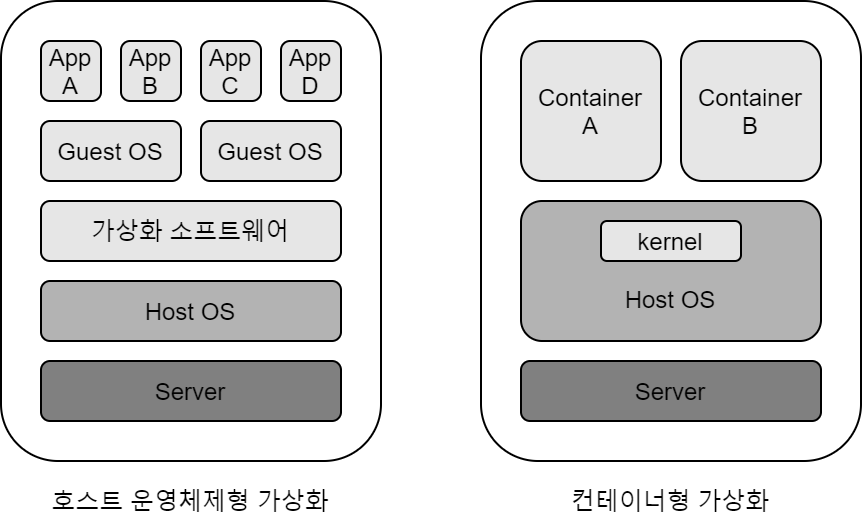 App
A
App
B
App
C
App
D
Guest OS
Guest OS
가상화 소프트웨어
Host OS
Server
호스트 운영체제형 가상화
Container
A
Container
B
kernel
Host OS
Server
컨테이너형 가상화